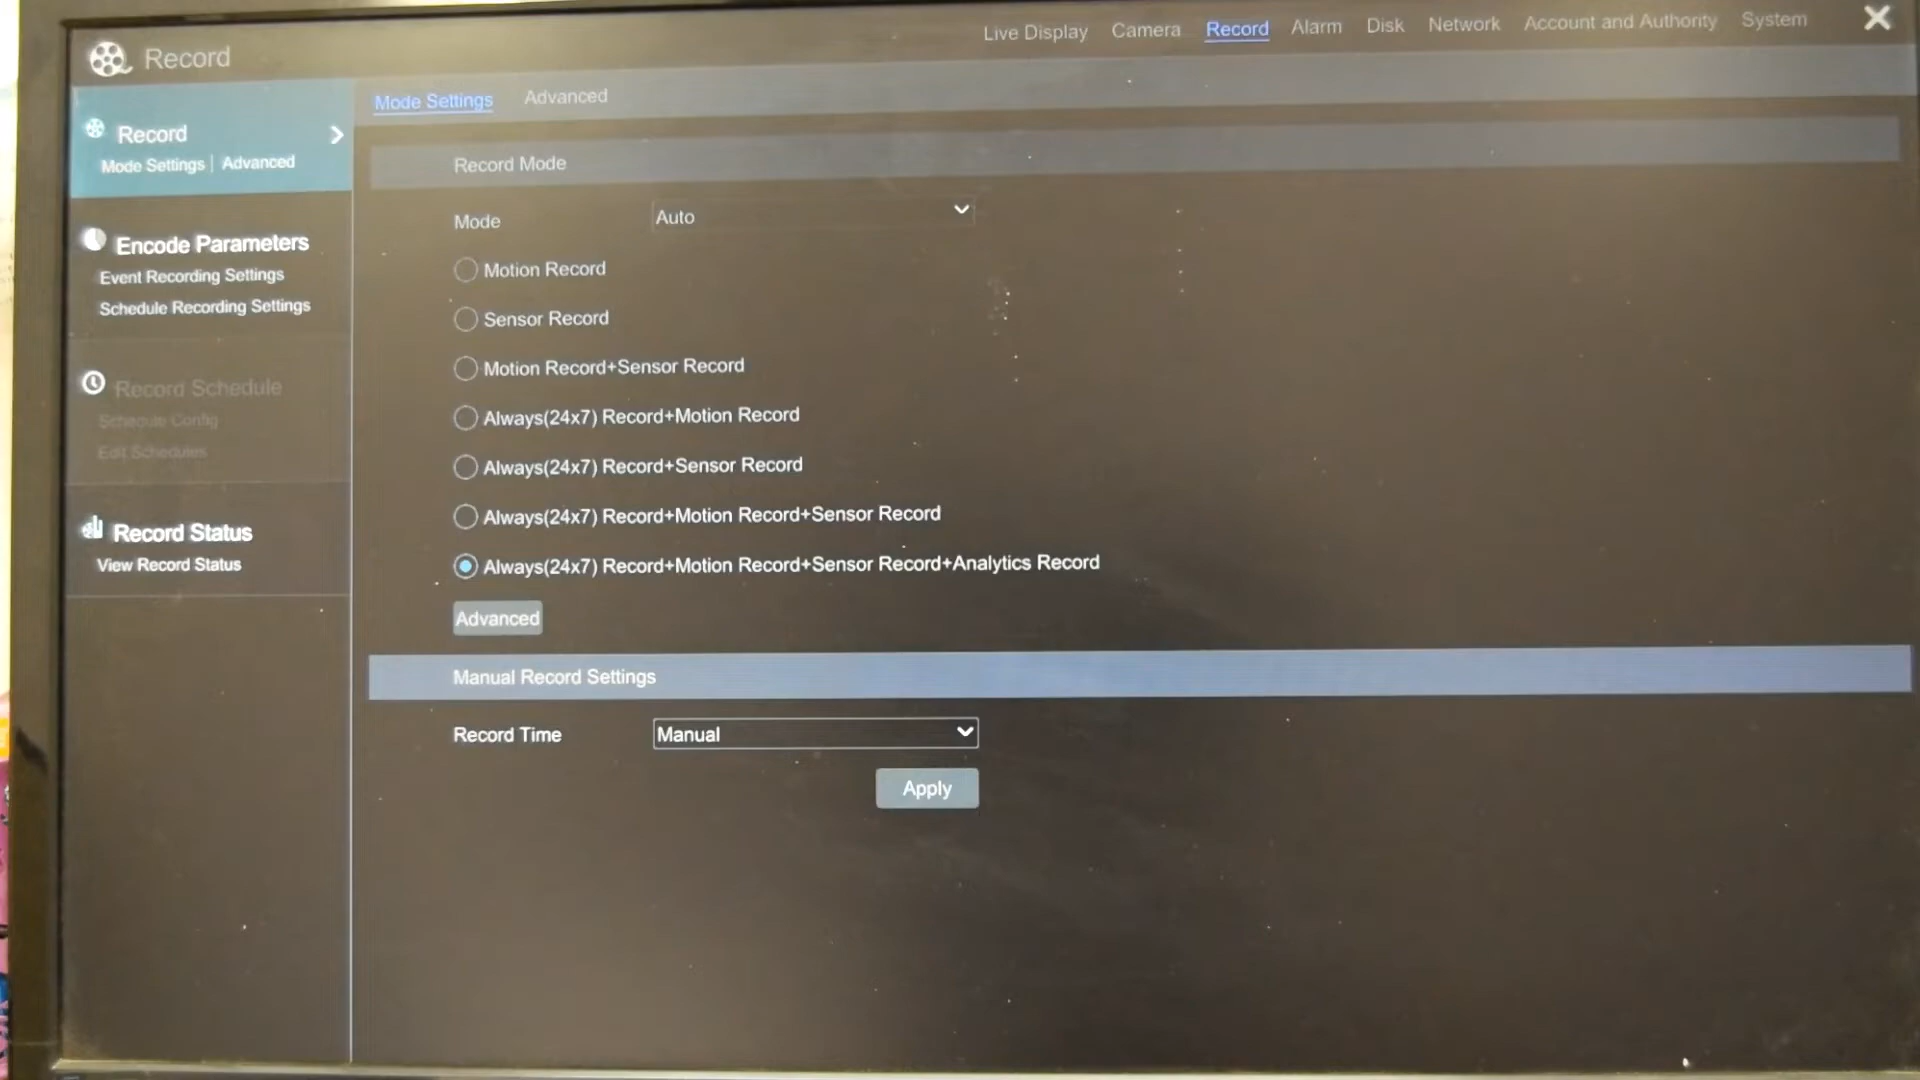 Record
Live Display Camera Record Alarm Disk Network Account and Authority System
Record
Mode Settings | Advanced
Encode Parameters
Event Recording Settings
Schedule Recording Settings
Record Schedule
Schedule Config
Edit Schedules
Record Status
View Record Status
Mode Settings Advanced
Record Mode
Mode Auto
Motion Record
Sensor Record
Motion Record+Sensor Record
Always(24x7) Record+Motion Record
Always(24x7) Record+Sensor Record
Always(24x7) Record+Motion Record+Sensor Record
Always(24x7) Record+Motion Record+Sensor Record+Analytics Record
Advanced
Manual Record Settings
Record Time Manual
Apply